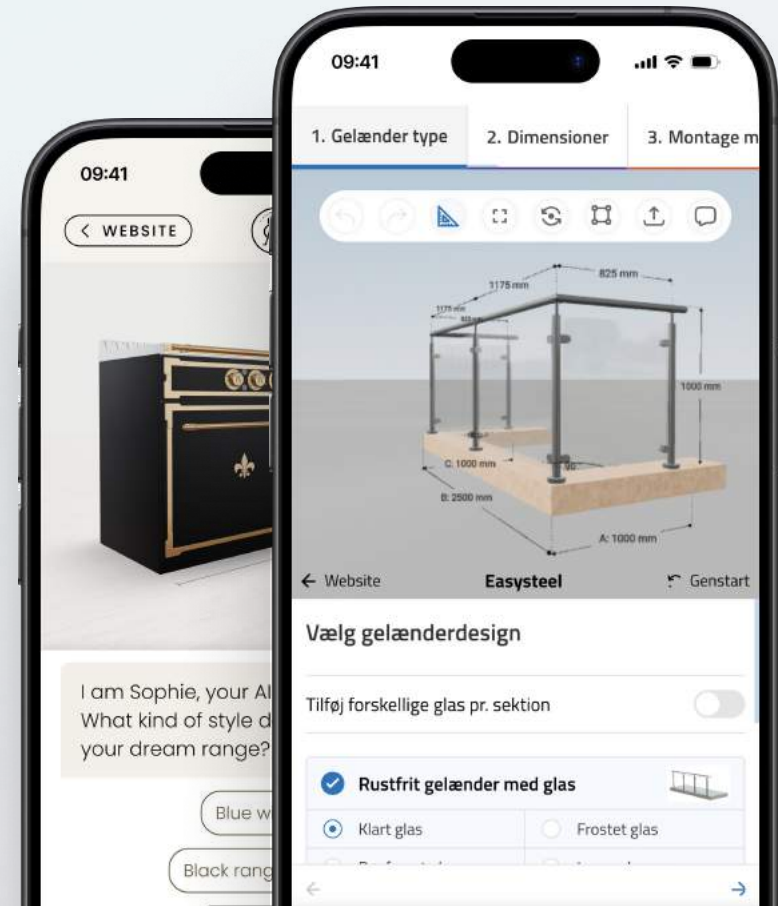 09:41
< WEBSITE
I am Sophie, your AI
What kind of style d
your dream range?
Blue w
Black rang
09:41
1. Gelænder type
2. Dimensioner
3. Montage m
825 mm
1175 mm
1175 mm
1000 mm
C: 1000 mm
B: 2500 mm
A: 1000 mm
← Website
Easysteel
Genstart
Vælg gelænderdesign
Tilføj forskellige glas pr. sektion
Rustfrit gelænder med glas
Klart glas
Frostet glas